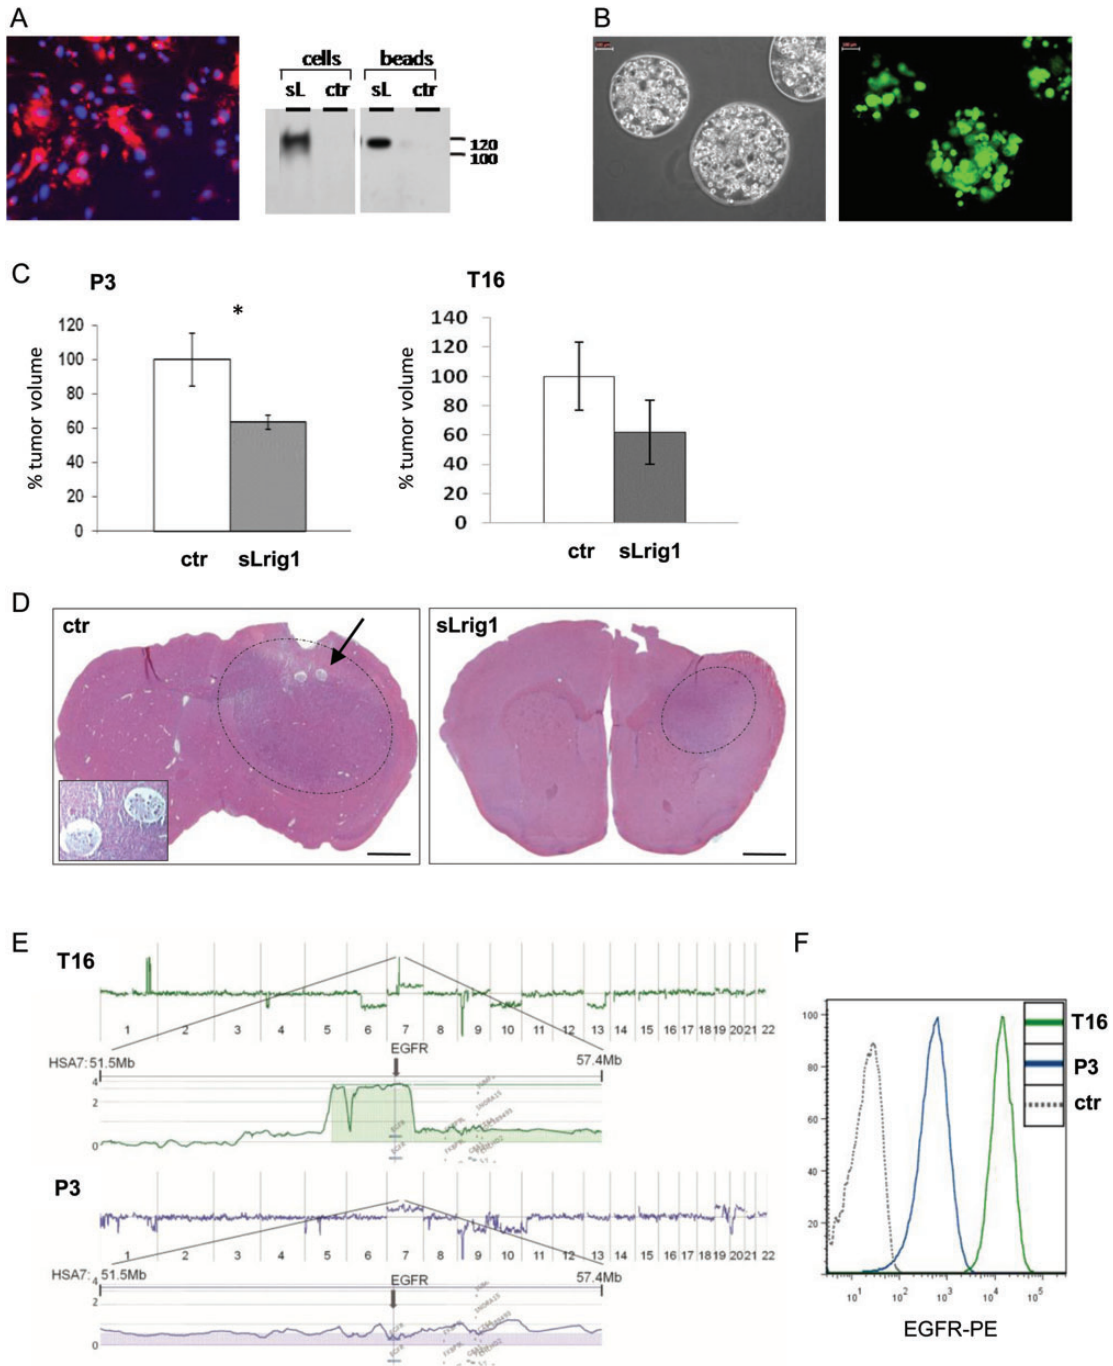 A
cells beads
sL ctr sL ctr
120
100
B
C
P3
*
% tumor volume
120
100
80
60
40
20
0
ctr sLrig1
T16
% tumor volume
140
120
100
80
60
40
20
0
ctr sLrig1
D
ctr
sLrig1
E
T16
1 2 3 4 5 6 7 8 9 10 11 12 13 14 15 16 17 18 19 20 21 22
EGFR
HSA7: 51.5Mb 57.4Mb
4
2
0
EGFR
P3
1 2 3 4 5 6 7 8 9 10 11 12 13 14 15 16 17 18 19 20 21 22
EGFR
HSA7: 51.5Mb 57.4Mb
4
2
0
EGFR
F
100
80
60
40
20
T16
P3
ctr
10¹ 10² 10³ 10⁴ 10⁵
EGFR-PE